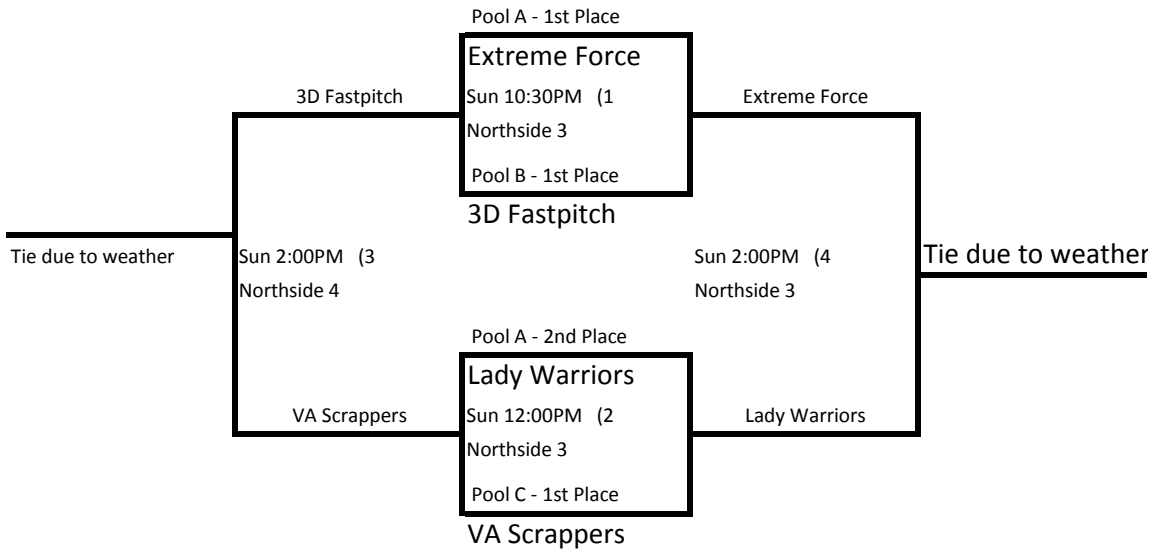 Pool A - 1st Place
Extreme Force
3D Fastpitch
Sun 10:30PM (1
Extreme Force
Northside 3
Pool B - 1st Place
3D Fastpitch
Tie due to weather
Sun 2:00PM (3
Sun 2:00PM (4
Tie due to weather
Northside 4
Northside 3
Pool A - 2nd Place
Lady Warriors
VA Scrappers
Sun 12:00PM (2
Lady Warriors
Northside 3
Pool C - 1st Place
VA Scrappers